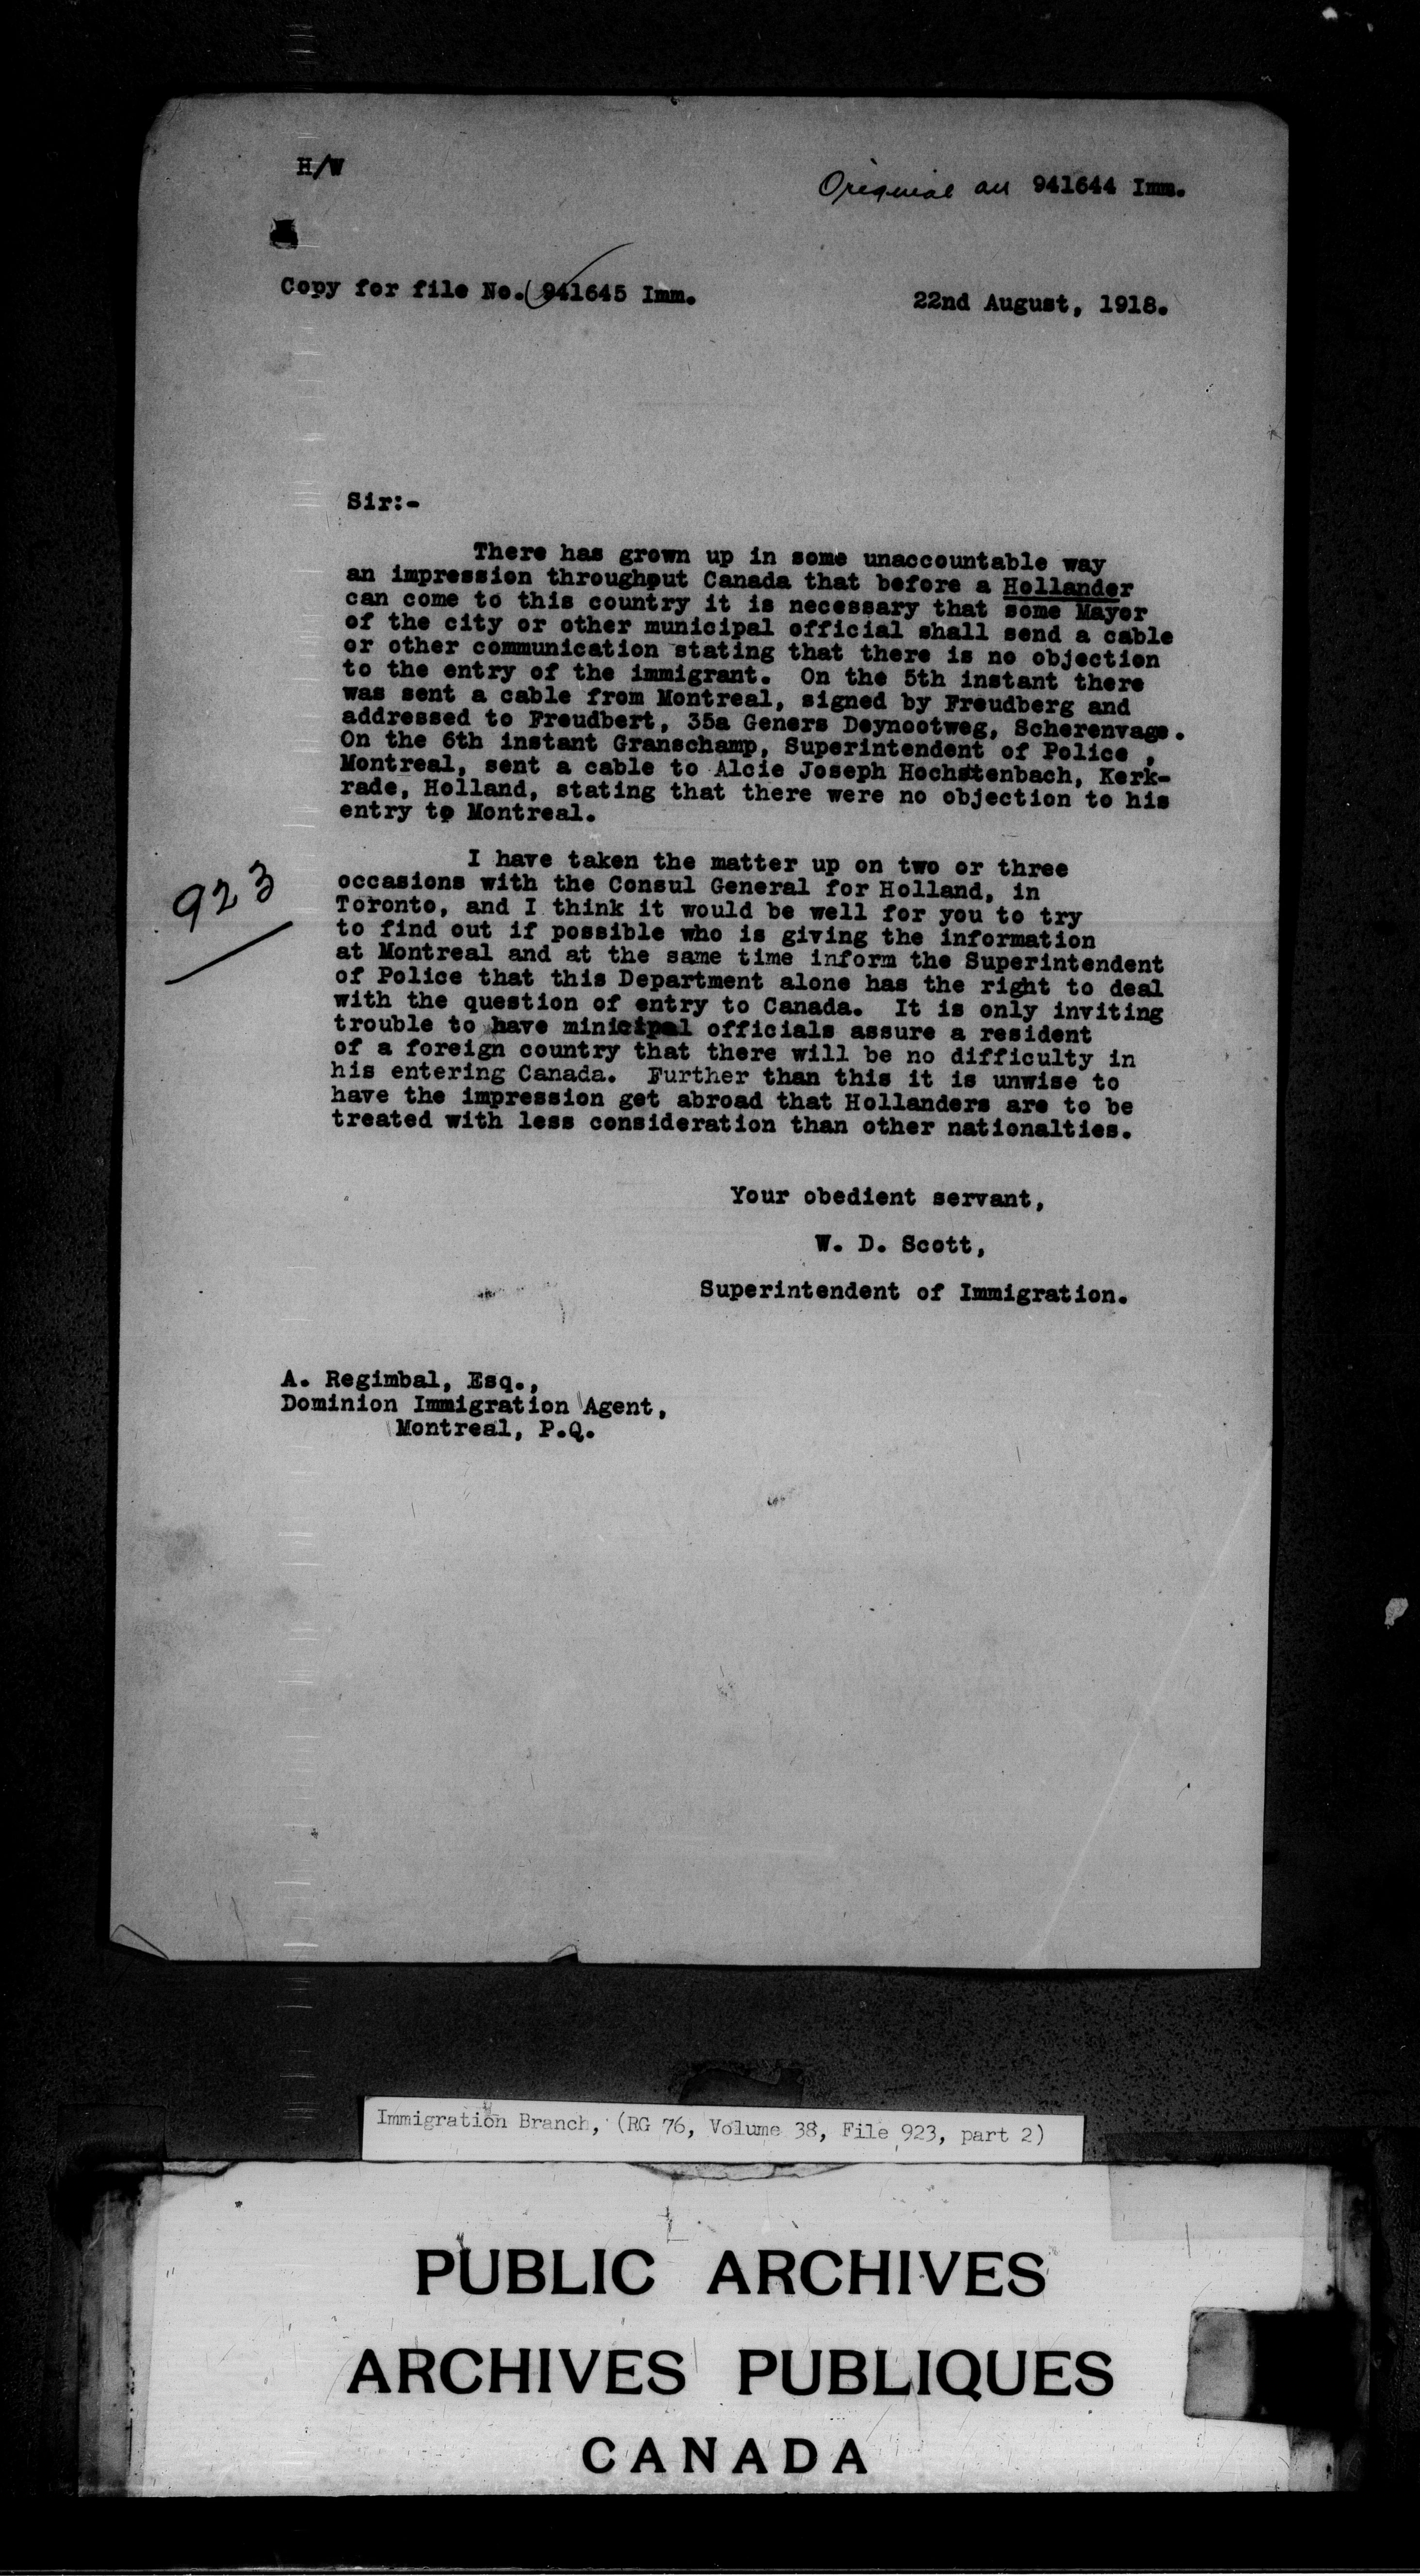 H/W
Original on 941644 Imm.
Copy for file No. 941645 Imm.
22nd August, 1918.
Sir:-
There has grown up in some unaccountable way
an impression throughout Canada that before a Hollander
can come to this country it is necessary that some Mayor
of the city or other municipal official shall send a cable
or other communication stating that there is no objection
to the entry of the immigrant. On the 5th instant there
was sent a cable from Montreal, signed by Freudberg and
addressed to Freudbert, 35a Geners Deynootweg, Scherenvage.
On the 6th instant Granschamp, Superintendent of Police ,
Montreal, sent a cable to Alcie Joseph Hochstenbach, Kerk-
rade, Holland, stating that there were no objection to his
entry to Montreal.
I have taken the matter up on two or three
occasions with the Consul General for Holland, in
Toronto, and I think it would be well for you to try
to find out if possible who is giving the information
at Montreal and at the same time inform the Superintendent
of Police that this Department alone has the right to deal
with the question of entry to Canada. It is only inviting
trouble to have minicipal officials assure a resident
of a foreign country that there will be no difficulty in
his entering Canada. Further than this it is unwise to
have the impression get abroad that Hollanders are to be
treated with less consideration than other nationalties.
923
Your obedient servant,
W. D. Scott,
Superintendent of Immigration.
A. Regimbal, Esq.,
Dominion Immigration Agent,
Montreal, P.Q.
Immigration Branch, (RG 76, Volume 38, File 923, part 2)
PUBLIC ARCHIVES
ARCHIVES PUBLIQUES
CANADA